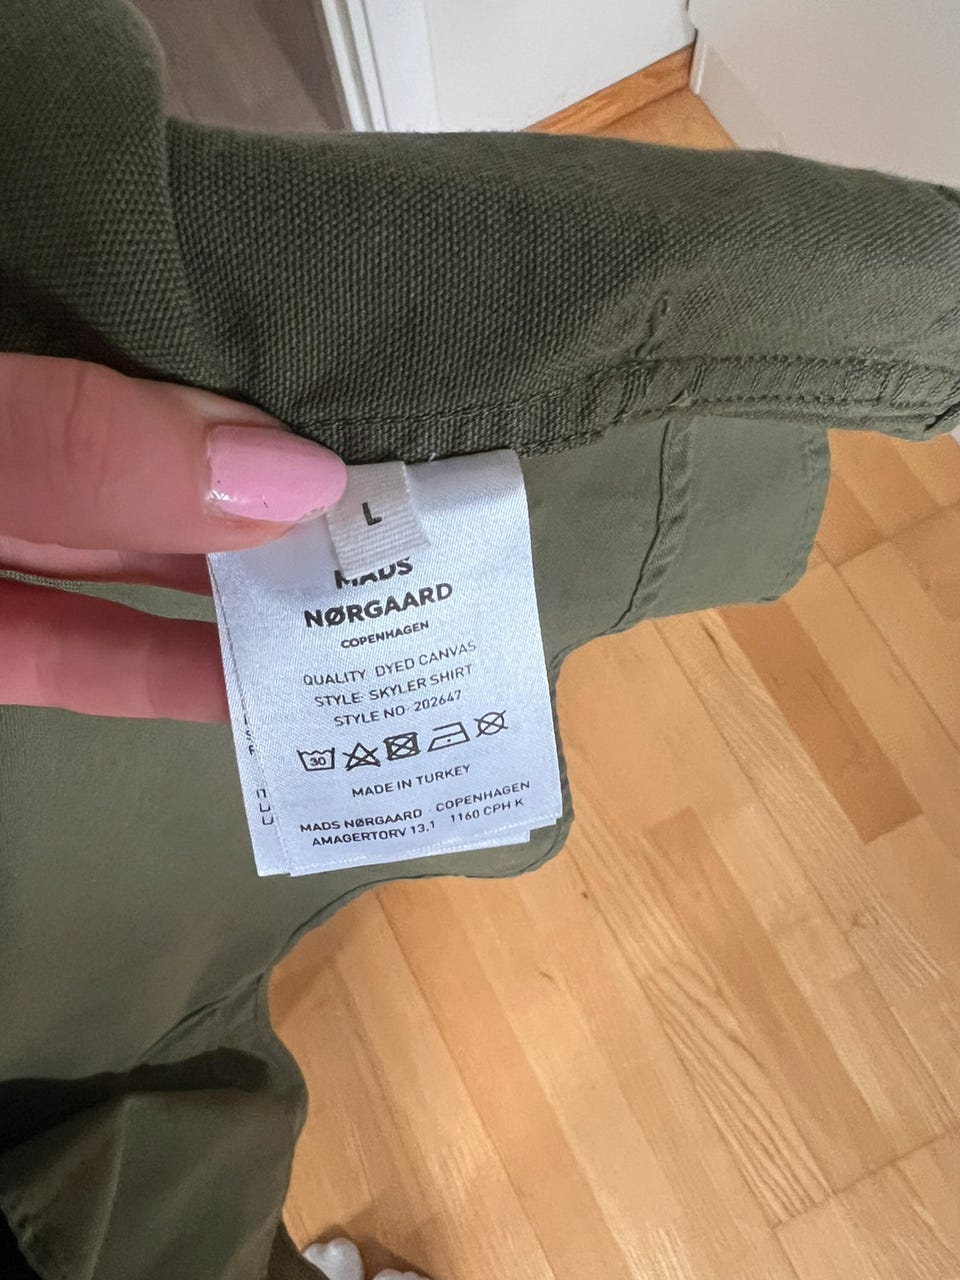 L
MADS
NØRGAARD
COPENHAGEN
QUALITY DYED CANVAS
STYLE: SKYLER SHIRT
STYLE NO: 202647
30
MADE IN TURKEY
MADS NØRGAARD COPENHAGEN
AMAGERTORV 13.1 1160 CPH K